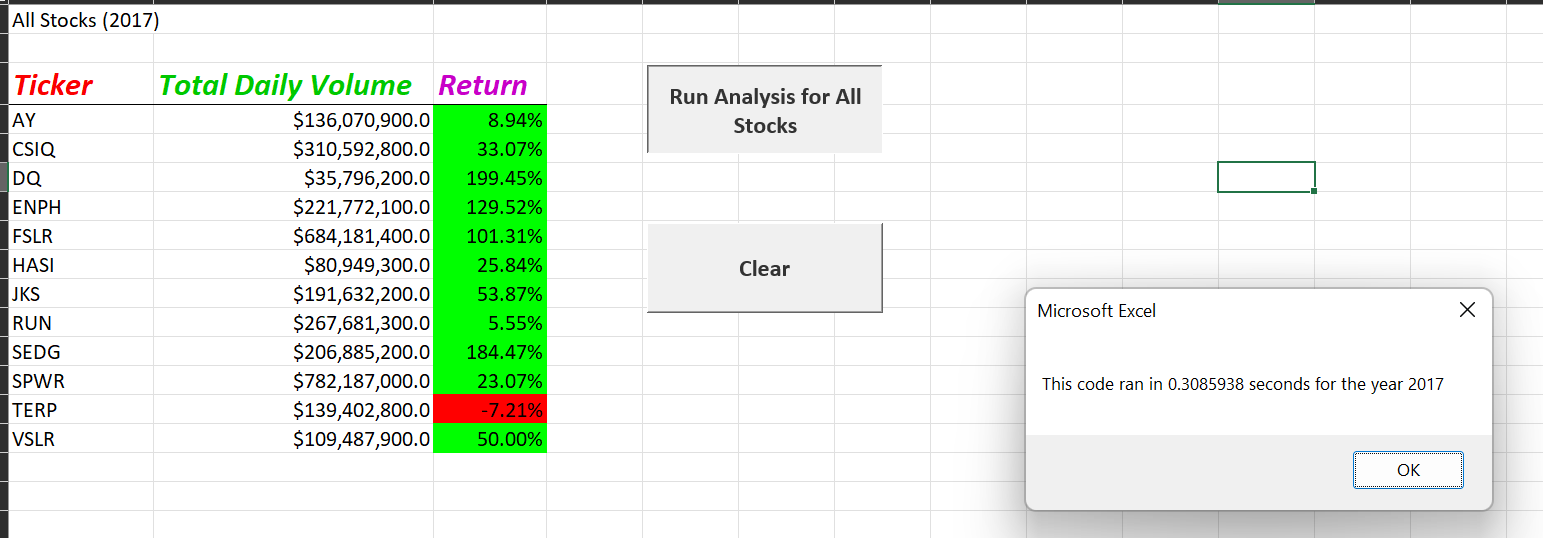 All Stocks (2017)
Ticker Total Daily Volume Return
AY $136,070,900.0 8.94%
CSIQ $310,592,800.0 33.07%
DQ $35,796,200.0 199.45%
ENPH $221,772,100.0 129.52%
FSLR $684,181,400.0 101.31%
HASI $80,949,300.0 25.84%
JKS $191,632,200.0 53.87%
RUN $267,681,300.0 5.55%
SEDG $206,885,200.0 184.47%
SPWR $782,187,000.0 23.07%
TERP $139,402,800.0 -7.21%
VSLR $109,487,900.0 50.00%
Run Analysis for All
Stocks
Clear
Microsoft Excel
This code ran in 0.3085938 seconds for the year 2017
OK